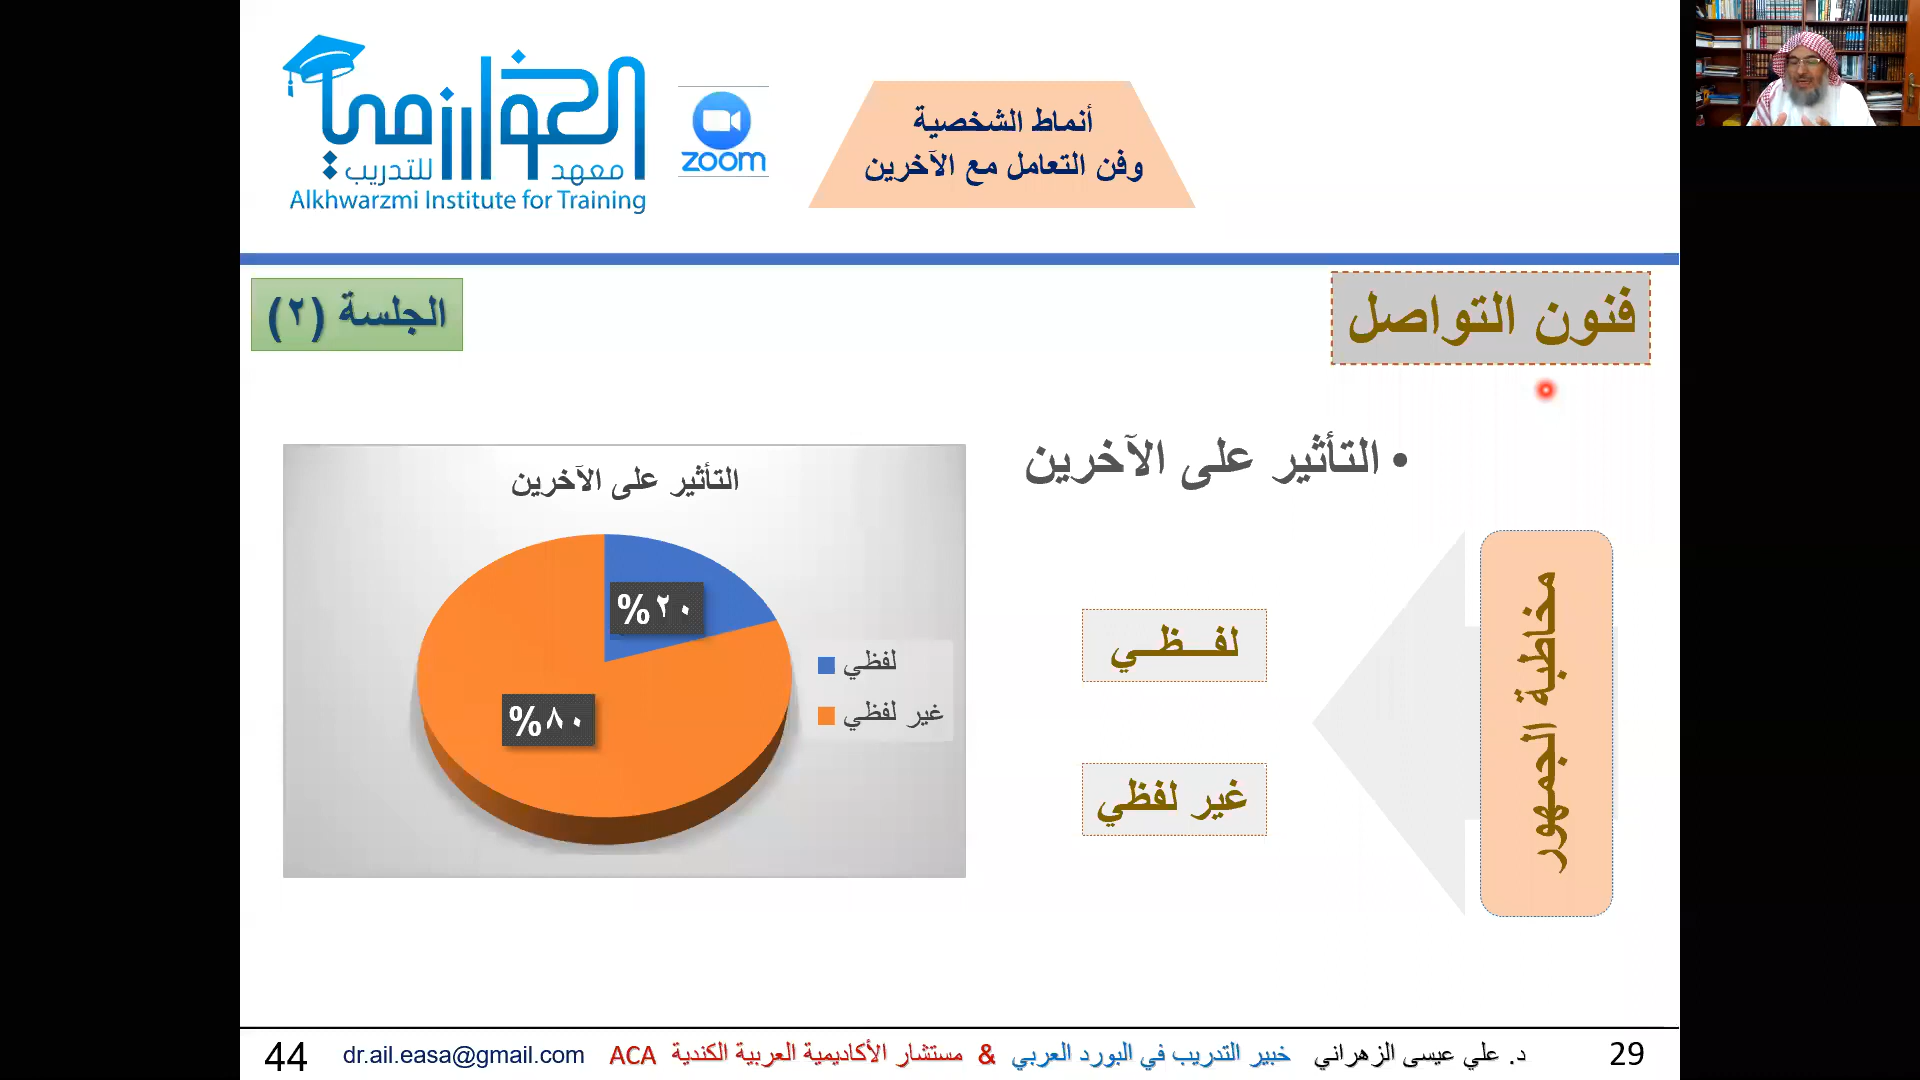 الخوارزمي
معهد للتدريب
Alkhwarzmi Institute for Training
zoom
أنماط الشخصية
وفن التعامل مع الآخرين
فنون التواصل
الجلسة (٢)
• التأثير على الآخرين
مخاطبة الجمهور
لفـــظــي
غير لفظي
التأثير على الآخرين
%٢٠
%٨٠
لفظي
غير لفظي
29
د. علي عيسى الزهراني خبير التدريب في البورد العربي & مستشار الأكاديمية العربية الكندية ACA
dr.ail.easa@gmail.com
44